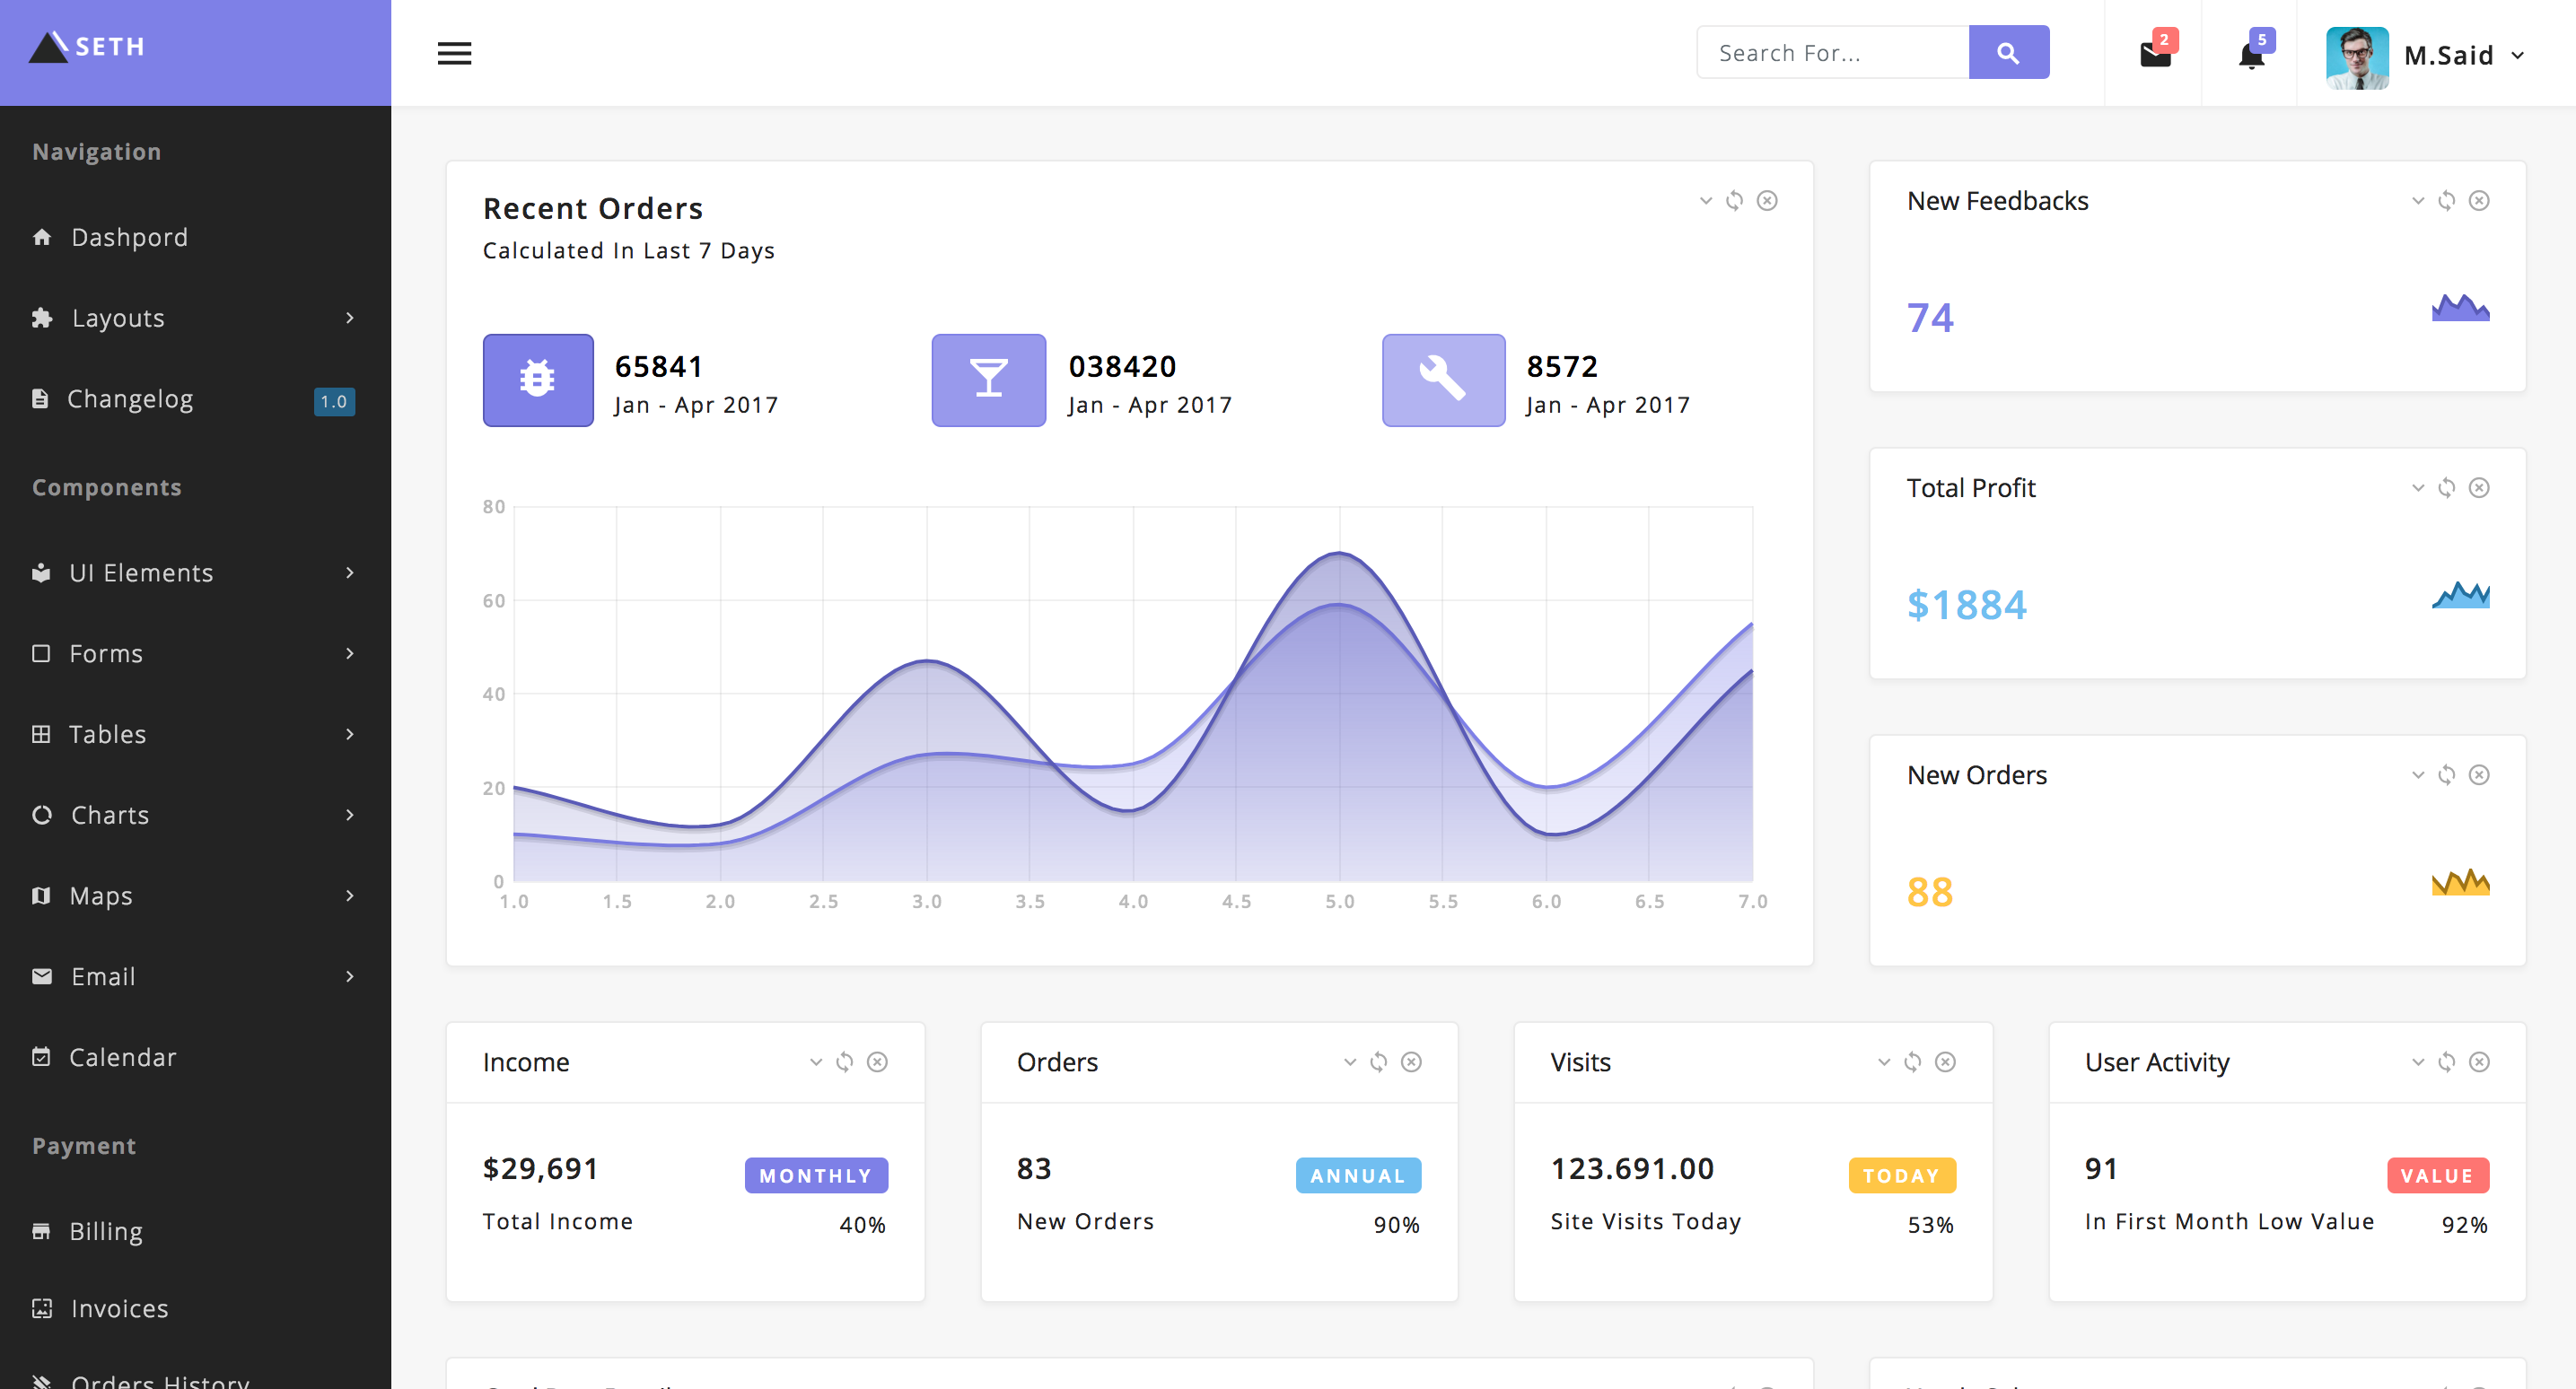 SETH
Search For...
2
5
M.Said
Navigation
Dashpord
Layouts
Changelog 1.0
Components
UI Elements
Forms
Tables
Charts
Maps
Email
Calendar
Payment
Billing
Invoices
Orders History
Recent Orders
Calculated In Last 7 Days
65841
Jan - Apr 2017
038420
Jan - Apr 2017
8572
Jan - Apr 2017
80
60
40
20
0
1.0 1.5 2.0 2.5 3.0 3.5 4.0 4.5 5.0 5.5 6.0 6.5 7.0
New Feedbacks
74
Total Profit
$1884
New Orders
88
Income
$29,691 MONTHLY
Total Income 40%
Orders
83 ANNUAL
New Orders 90%
Visits
123.691.00 TODAY
Site Visits Today 53%
User Activity
91 VALUE
In First Month Low Value 92%